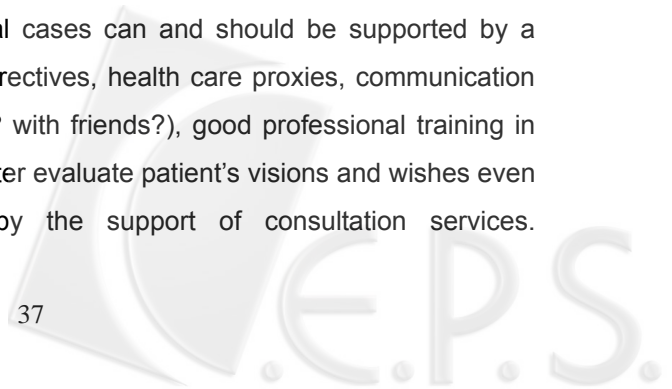 al cases can and should be supported by a
rectives, health care proxies, communication
? with friends?), good professional training in
ter evaluate patient's visions and wishes even
by the support of consultation services.
37
C.E.P.S.